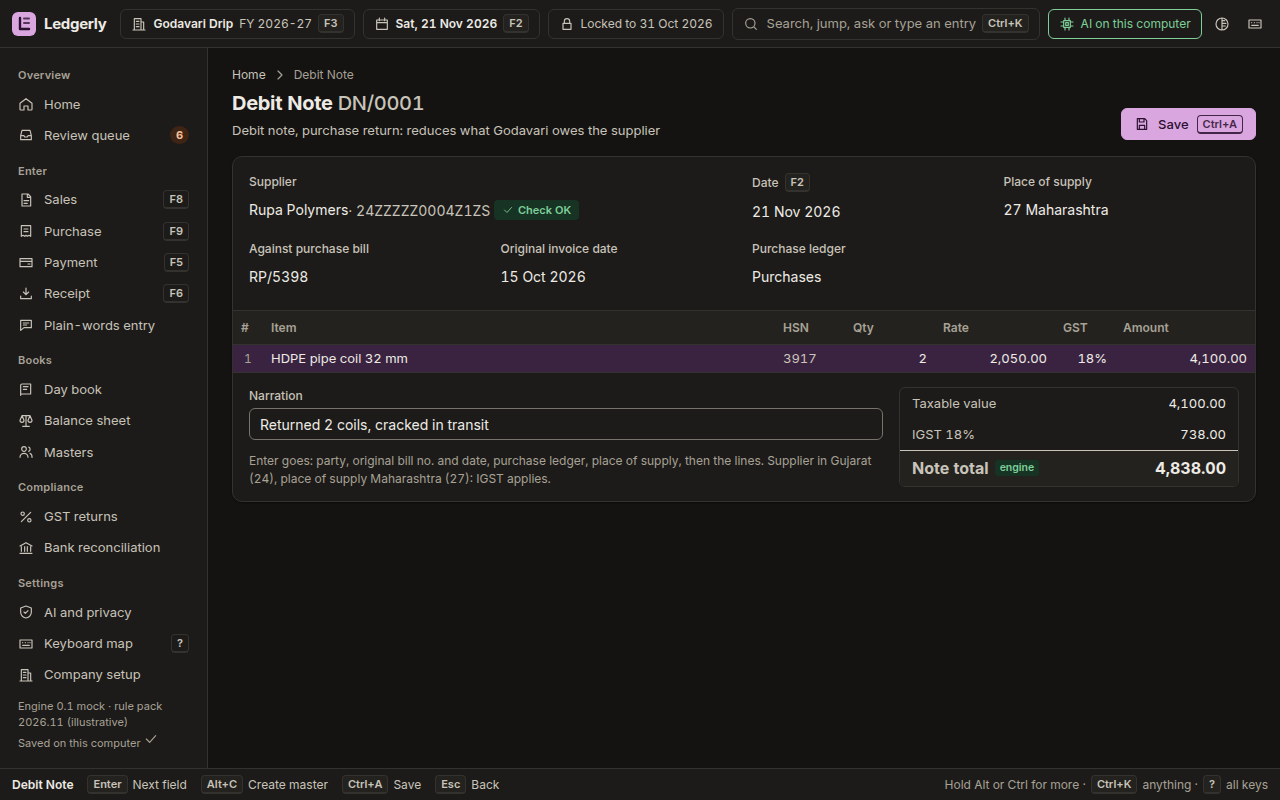 Ledgerly
Godavari Drip FY 2026-27 F3
Sat, 21 Nov 2026 F2
Locked to 31 Oct 2026
Search, jump, ask or type an entry Ctrl+K
AI on this computer
Overview
Home
Review queue 6
Enter
Sales F8
Purchase F9
Payment F5
Receipt F6
Plain-words entry
Books
Day book
Balance sheet
Masters
Compliance
GST returns
Bank reconciliation
Settings
AI and privacy
Keyboard map ?
Company setup
Engine 0.1 mock · rule pack
2026.11 (illustrative)
Saved on this computer
Home Debit Note
Debit Note DN/0001
Debit note, purchase return: reduces what Godavari owes the supplier
Save Ctrl+A
Supplier Date F2 Place of supply
Rupa Polymers· 24ZZZZZ0004Z1ZS Check OK 21 Nov 2026 27 Maharashtra
Against purchase bill Original invoice date Purchase ledger
RP/5398 15 Oct 2026 Purchases
# Item HSN Qty Rate GST Amount
1 HDPE pipe coil 32 mm 3917 2 2,050.00 18% 4,100.00
Narration
Returned 2 coils, cracked in transit
Enter goes: party, original bill no. and date, purchase ledger, place of supply, then the lines. Supplier in Gujarat
(24), place of supply Maharashtra (27): IGST applies.
Taxable value 4,100.00
IGST 18% 738.00
Note total engine 4,838.00
Debit Note Enter Next field Alt+C Create master Ctrl+A Save Esc Back
Hold Alt or Ctrl for more · Ctrl+K anything · ? all keys